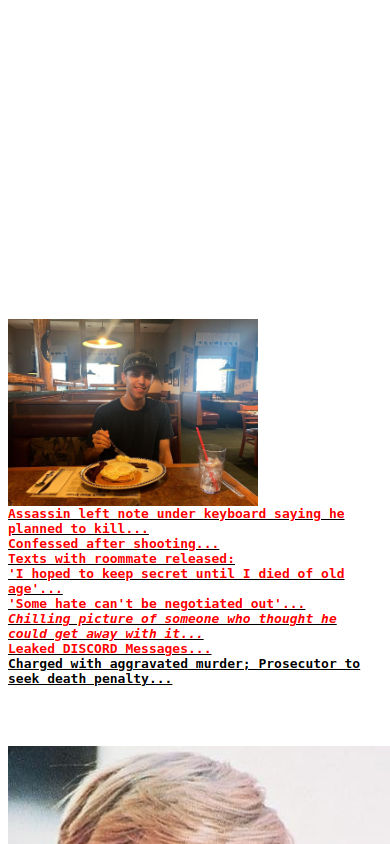 Assassin left note under keyboard saying he
planned to kill...
Confessed after shooting...
Texts with roommate released:
'I hoped to keep secret until I died of old
age'...
'Some hate can't be negotiated out'...
Chilling picture of someone who thought he
could get away with it...
Leaked DISCORD Messages...
Charged with aggravated murder; Prosecutor to
seek death penalty...